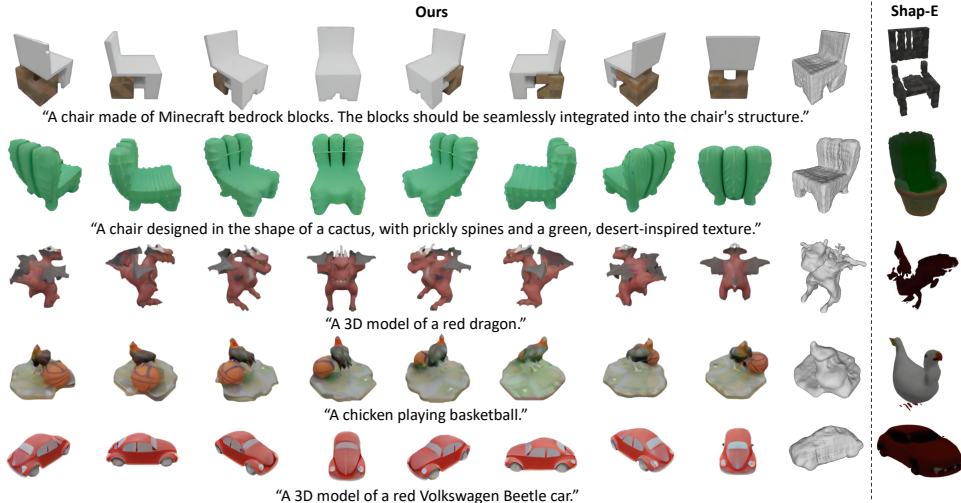 Ours
Shap-E
“A chair made of Minecraft bedrock blocks. The blocks should be seamlessly integrated into the chair's structure.”
“A chair designed in the shape of a cactus, with prickly spines and a green, desert-inspired texture.”
“A 3D model of a red dragon.”
“A chicken playing basketball.”
“A 3D model of a red Volkswagen Beetle car.”